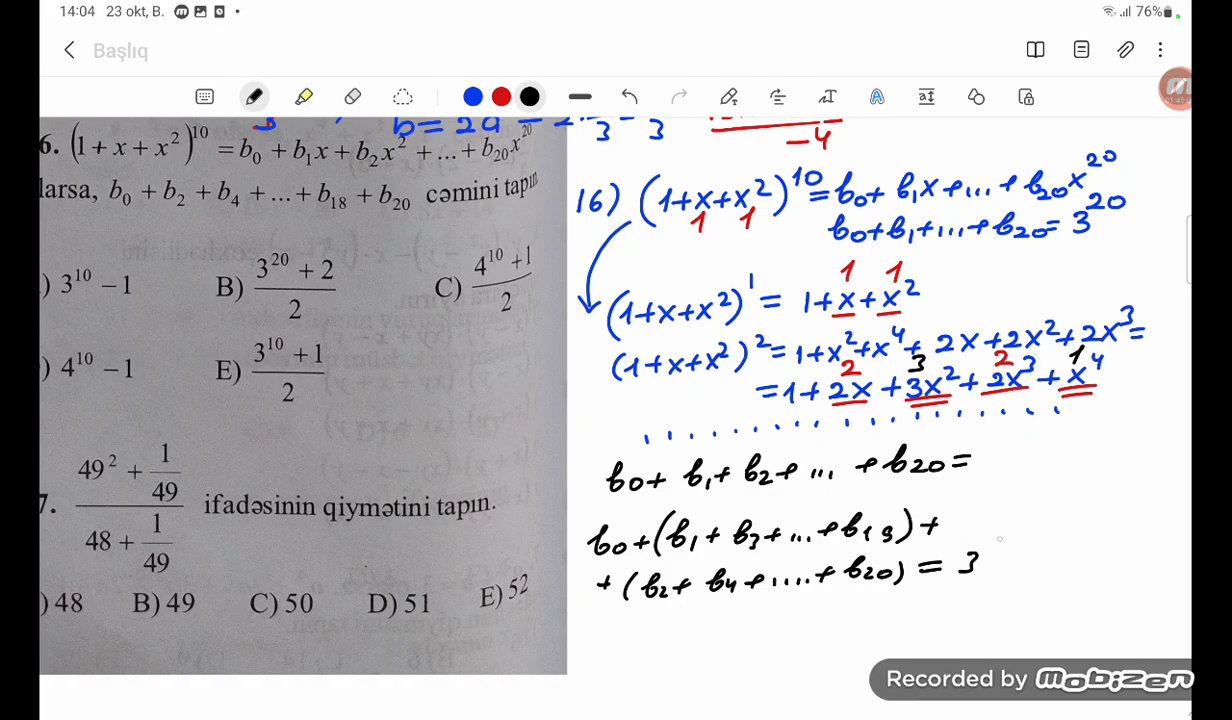 14:04 23 okt, B.
76%
Başlıq
b = 2a
3 3 3
-4
6. (1 + x + x²)¹⁰ = b₀ + b₁x + b₂x² + ... + b₂₀x²⁰
larsa, b₀ + b₂ + b₄ + ... + b₁₈ + b₂₀ cəmini tapın
) 3¹⁰ − 1 B) (3²⁰ + 2)/2 C) (4¹⁰ + 1)/2
) 4¹⁰ − 1 E) (3¹⁰ + 1)/2
7. (49² + 1/49)/(48 + 1/49) ifadəsinin qiymətini tapın.
) 48 B) 49 C) 50 D) 51 E) 52
16) (1+x+x²)¹⁰ = b₀ + b₁x + ... + b₂₀x²⁰
1 1
b₀+b₁+...+b₂₀ = 3²⁰
1 1
(1+x+x²)¹ = 1+x+x²
(1+x+x²)² = 1+x²+x⁴ + 2x+2x²+2x³ =
2 3 2 1
= 1 + 2x + 3x² + 2x³ + x⁴
b₀ + b₁ + b₂ + ... + b₂₀ =
b₀+(b₁ + b₃ + ... + b₁₉) +
+ (b₂ + b₄ + .... + b₂₀) = 3
Recorded by mobizen